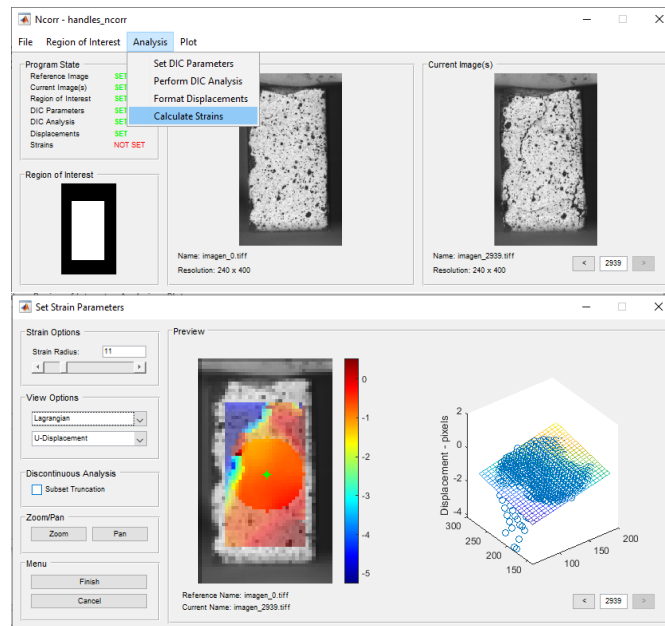 Ncorr - handles_ncorr
File Region of Interest Analysis Plot
Set DIC Parameters
Perform DIC Analysis
Format Displacements
Calculate Strains
Program State
Reference Image SET
Current Image(s) SET
Region of Interest SET
DIC Parameters SET
DIC Analysis SET
Displacements SET
Strains NOT SET
Region of Interest
Name: imagen_0.tiff
Resolution: 240 x 400
Current Image(s)
Name: imagen_2939.tiff
Resolution: 240 x 400
< 2939 >
Set Strain Parameters
Strain Options
Strain Radius: 11
View Options
Lagrangian
U-Displacement
Discontinuous Analysis
Subset Truncation
Zoom/Pan
Zoom Pan
Menu
Finish
Cancel
Preview
0
-1
-2
-3
-4
-5
Reference Name: imagen_0.tiff
Current Name: imagen_2939.tiff
Displacement - pixels
2
0
-2
-4
300
250
200
150
100
150
200
< 2939 >